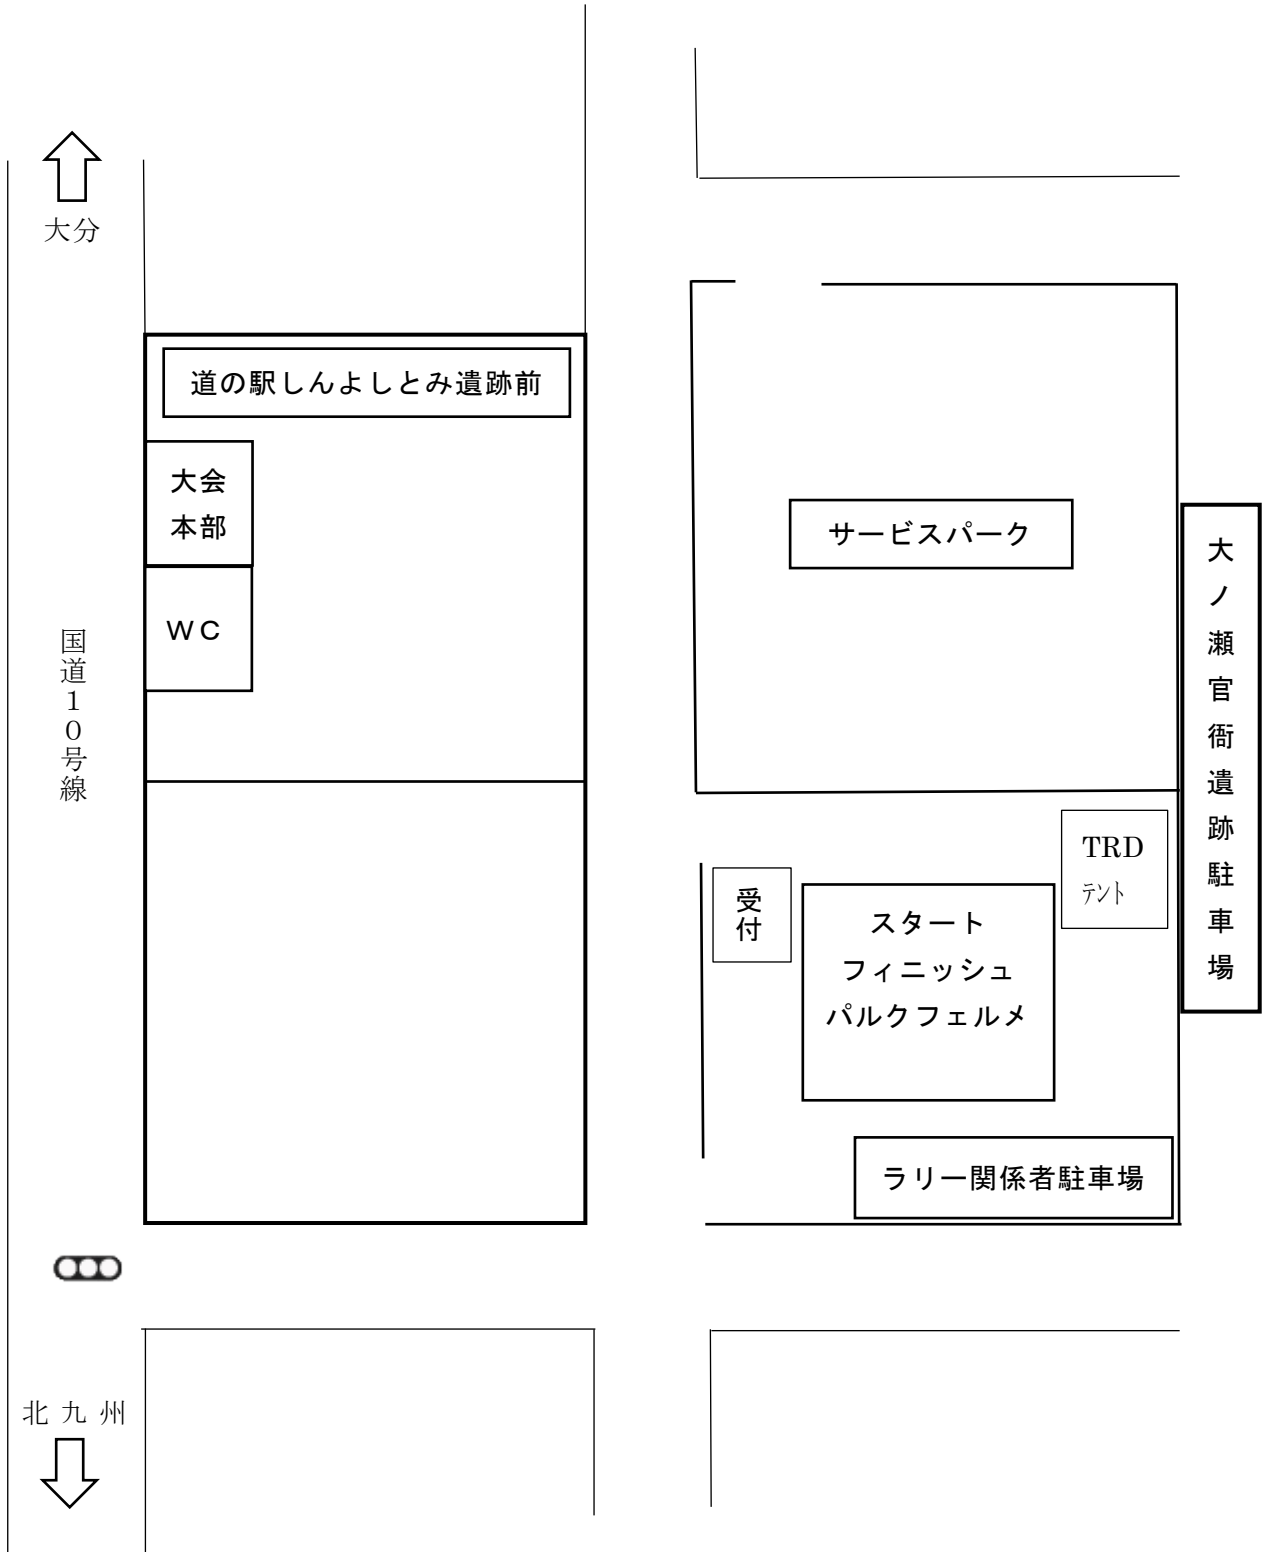 大分
道の駅しんよしとみ遺跡前
大会
本部
ＷＣ
国道１０号線
サービスパーク
大ノ瀬官衙遺跡駐車場
TRD
テント
受付
スタート
フィニッシュ
パルクフェルメ
ラリー関係者駐車場
北九州